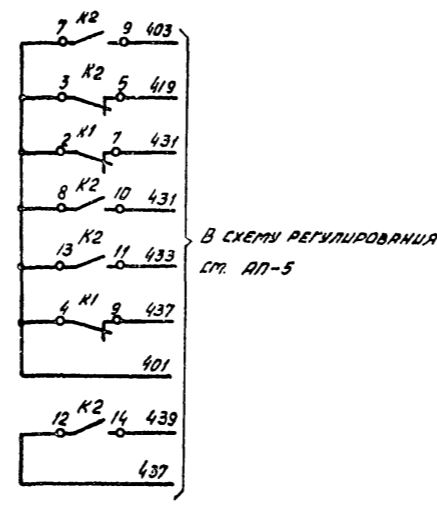 7 К2 9 403
3 К2 5 419
2 К1 7 431
8 К2 10 431
13 К2 11 433
4 К1 9 437
401
12 К2 14 439
437
В СХЕМУ РЕГУЛИРОВАНИЯ
СМ. АП-5